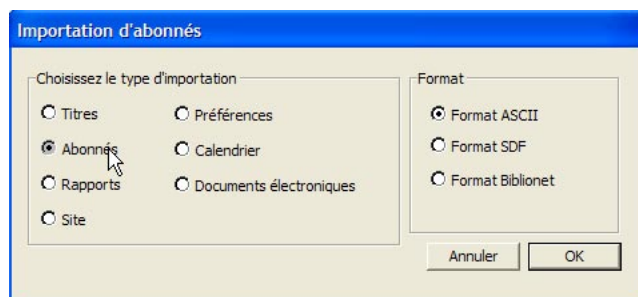 Importation d'abonnés
Choisissez le type d'importation
Titres
Préférences
Abonnés
Calendrier
Rapports
Documents électroniques
Site
Format
Format ASCII
Format SDF
Format Biblionet
Annuler
OK